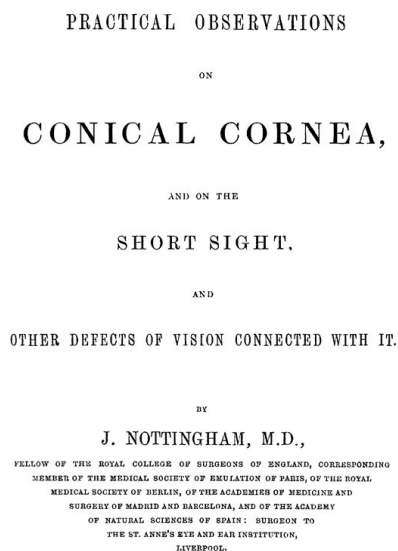 PRACTICAL OBSERVATIONS
ON
CONICAL CORNEA,
AND ON THE
SHORT SIGHT,
AND
OTHER DEFECTS OF VISION CONNECTED WITH IT.
BY
J. NOTTINGHAM, M.D.,
FELLOW OF THE ROYAL COLLEGE OF SURGEONS OF ENGLAND, CORRESPONDING
MEMBER OF THE MEDICAL SOCIETY OF EMULATION OF PARIS, OF THE ROYAL
MEDICAL SOCIETY OF BERLIN, OF THE ACADEMIES OF MEDICINE AND
SURGERY OF MADRID AND BARCELONA, AND OF THE ACADEMY
OF NATURAL SCIENCES OF SPAIN: SURGEON TO
THE ST. ANNE'S EYE AND EAR INSTITUTION,
LIVERPOOL.